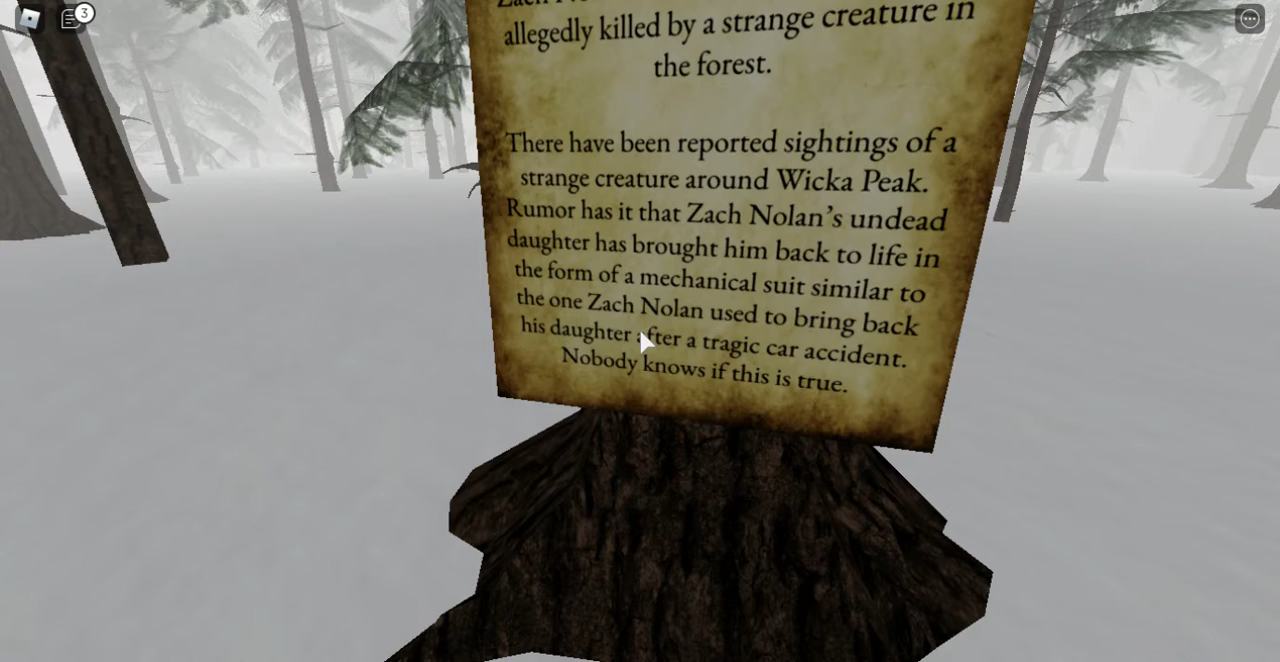 3
Zach
allegedly killed by a strange creature in
the forest.
There have been reported sightings of a
strange creature around Wicka Peak.
Rumor has it that Zach Nolan’s undead
daughter has brought him back to life in
the form of a mechanical suit similar to
the one Zach Nolan used to bring back
his daughter after a tragic car accident.
Nobody knows if this is true.